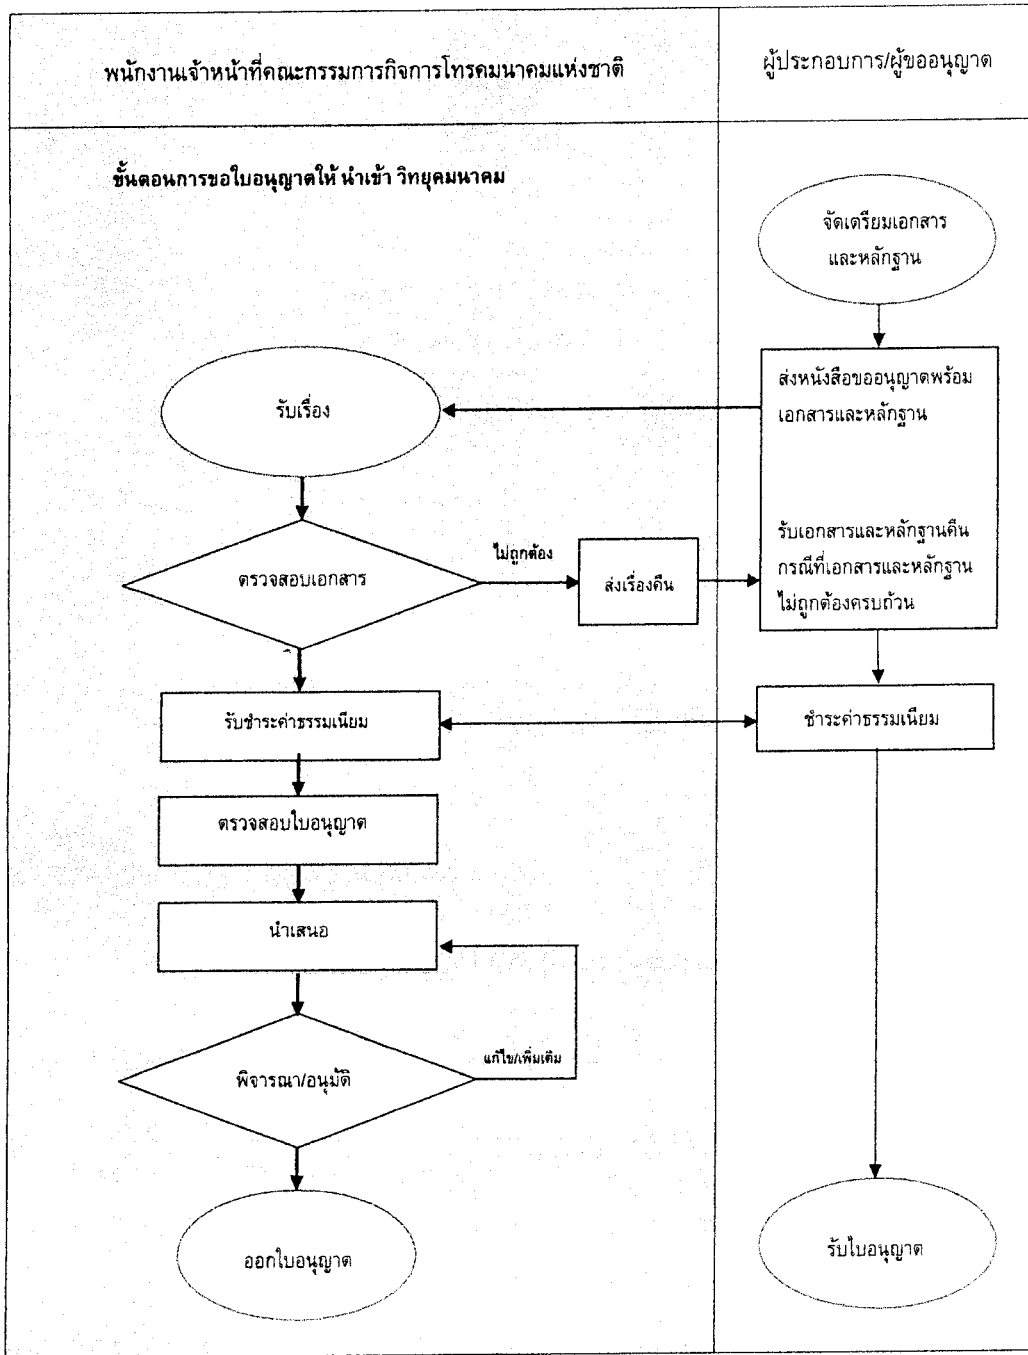 พนักงานเจ้าหน้าที่คณะกรรมการกิจการโทรคมนาคมแห่งชาติ
ผู้ประกอบการ/ผู้ขออนุญาต
ขั้นตอนการขอใบอนุญาตให้ นำเข้า วิทยุคมนาคม
จัดเตรียมเอกสาร
และหลักฐาน
ส่งหนังสือขออนุญาตพร้อม
เอกสารและหลักฐาน
รับเรื่อง
ตรวจสอบเอกสาร
ไม่ถูกต้อง
ส่งเรื่องคืน
รับเอกสารและหลักฐานคืน
กรณีที่เอกสารและหลักฐาน
ไม่ถูกต้องครบถ้วน
รับชำระค่าธรรมเนียม
ชำระค่าธรรมเนียม
ตรวจสอบใบอนุญาต
นำเสนอ
พิจารณา/อนุมัติ
แก้ไข/เพิ่มเติม
ออกใบอนุญาต
รับใบอนุญาต